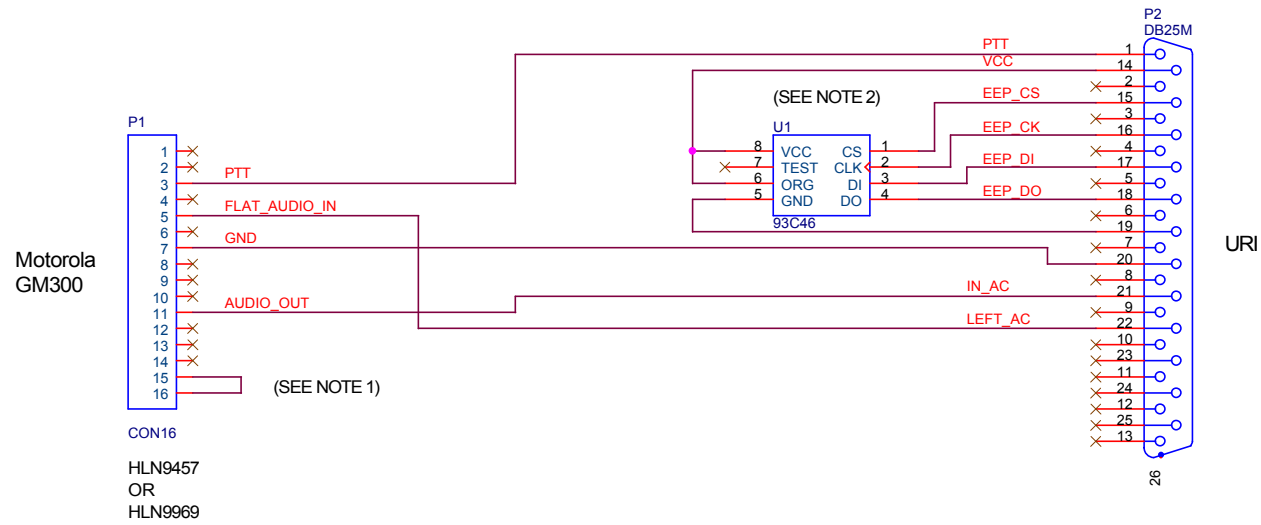 P2
DB25M
PTT
VCC
EEP_CS
EEP_CK
EEP_DI
EEP_DO
IN_AC
LEFT_AC
1
14
2
15
3
16
4
17
5
18
6
19
7
20
8
21
9
22
10
23
11
24
12
25
13
26
URI
(SEE NOTE 2)
U1
8 VCC CS 1
7 TEST CLK 2
6 ORG DI 3
5 GND DO 4
93C46
P1
1
2
3 PTT
4
5 FLAT_AUDIO_IN
6
7 GND
8
9
10
11 AUDIO_OUT
12
13
14
15
16
(SEE NOTE 1)
Motorola
GM300
CON16
HLN9457
OR
HLN9969